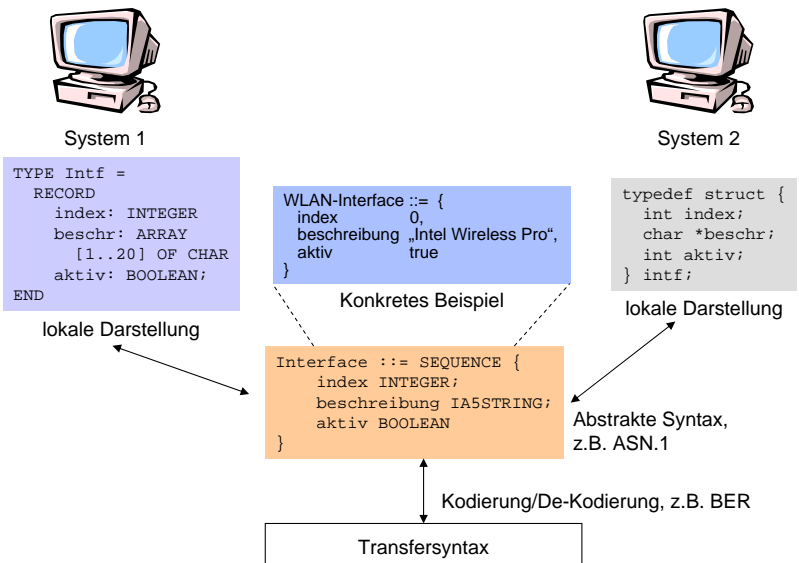 System 1
System 2
TYPE Intf =
RECORD
index: INTEGER
beschr: ARRAY
[1..20] OF CHAR
aktiv: BOOLEAN;
END
lokale Darstellung
WLAN-Interface ::= {
index 0,
beschreibung „Intel Wireless Pro“,
aktiv true
}
Konkretes Beispiel
typedef struct {
int index;
char *beschr;
int aktiv;
} intf;
lokale Darstellung
Interface ::= SEQUENCE {
index INTEGER;
beschreibung IA5STRING;
aktiv BOOLEAN
}
Abstrakte Syntax,
z.B. ASN.1
Kodierung/De-Kodierung, z.B. BER
Transfersyntax